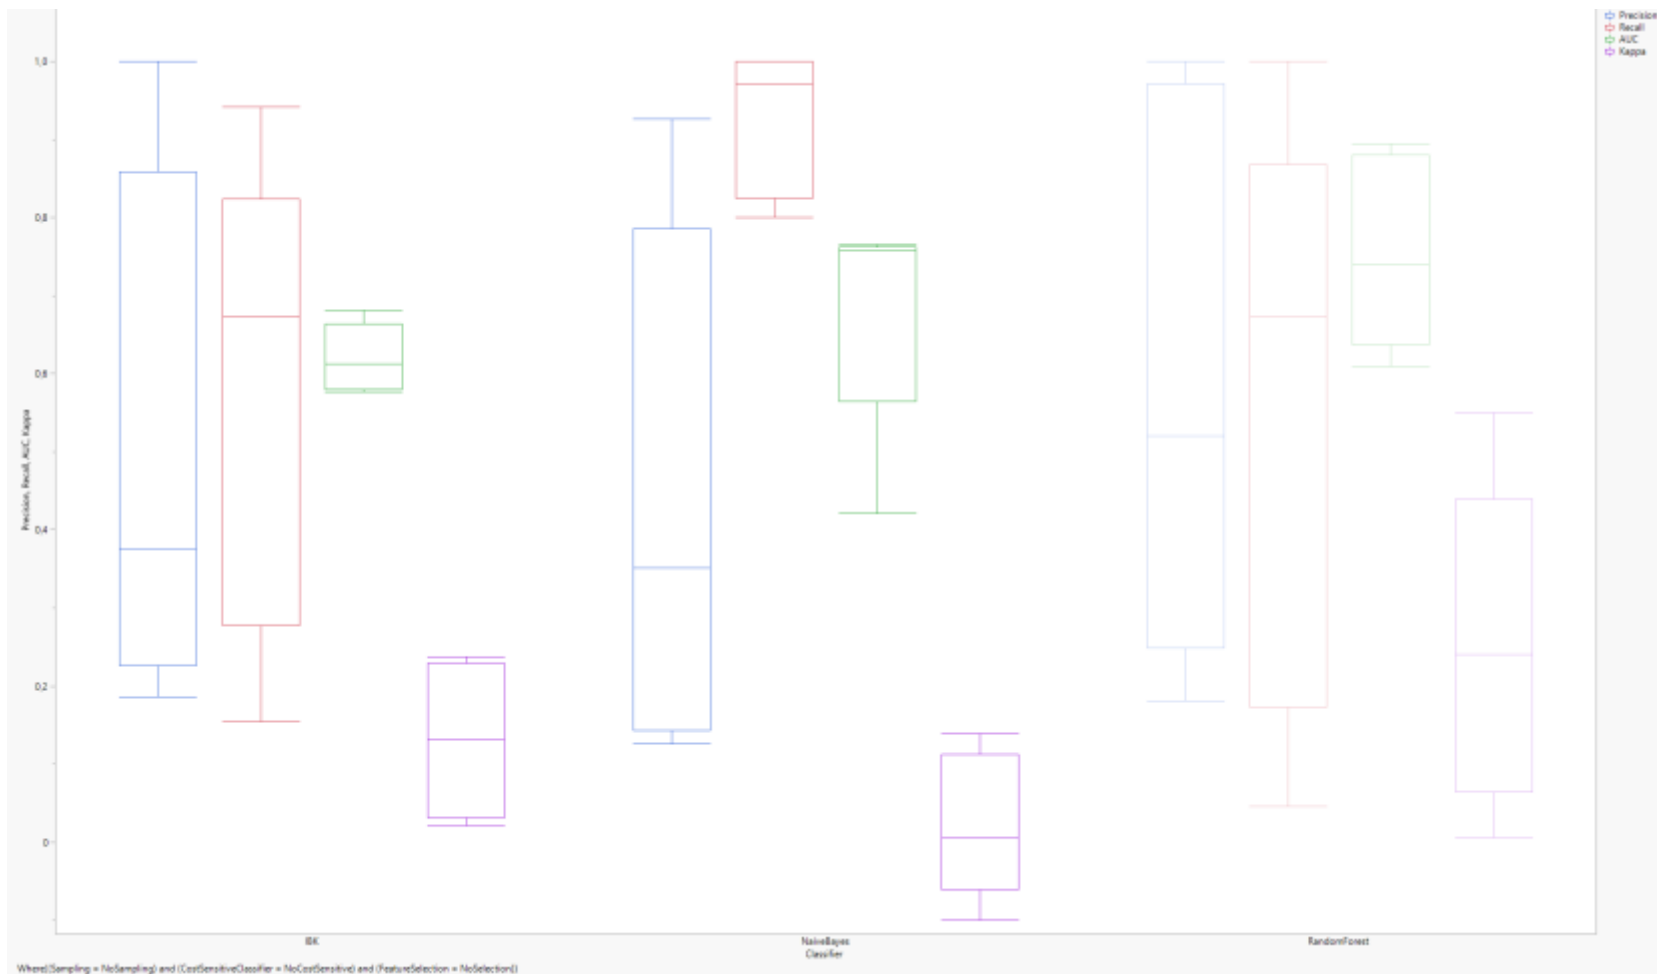 Precision
Recall
AUC
Kappa
1,0
0,8
0,6
0,4
0,2
0
Precision, Recall, AUC, Kappa
IBK
NaiveBayes
RandomForest
Classifier
Where((Sampling = NoSampling) and (CostSensitiveClassifier = NoCostSensitive) and (FeatureSelection = NoSelection))